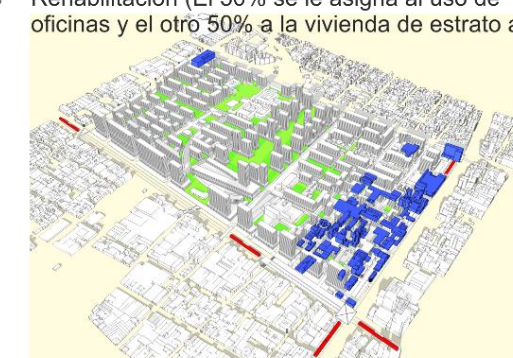 Rehabilitación (El 50% se le asigna al uso de
oficinas y el otro 50% a la vivienda de estrato